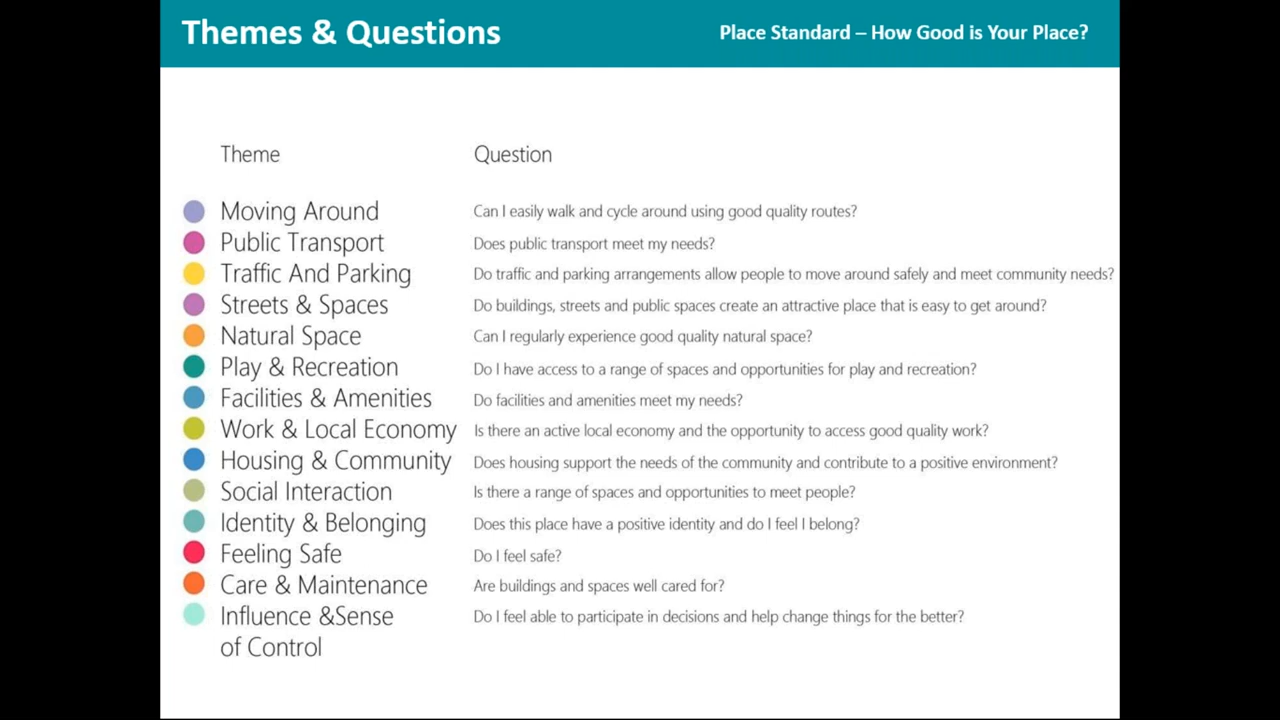 Themes & Questions
Place Standard – How Good is Your Place?
Theme
Question
Moving Around
Can I easily walk and cycle around using good quality routes?
Public Transport
Does public transport meet my needs?
Traffic And Parking
Do traffic and parking arrangements allow people to move around safely and meet community needs?
Streets & Spaces
Do buildings, streets and public spaces create an attractive place that is easy to get around?
Natural Space
Can I regularly experience good quality natural space?
Play & Recreation
Do I have access to a range of spaces and opportunities for play and recreation?
Facilities & Amenities
Do facilities and amenities meet my needs?
Work & Local Economy
Is there an active local economy and the opportunity to access good quality work?
Housing & Community
Does housing support the needs of the community and contribute to a positive environment?
Social Interaction
Is there a range of spaces and opportunities to meet people?
Identity & Belonging
Does this place have a positive identity and do I feel I belong?
Feeling Safe
Do I feel safe?
Care & Maintenance
Are buildings and spaces well cared for?
Influence &Sense
of Control
Do I feel able to participate in decisions and help change things for the better?